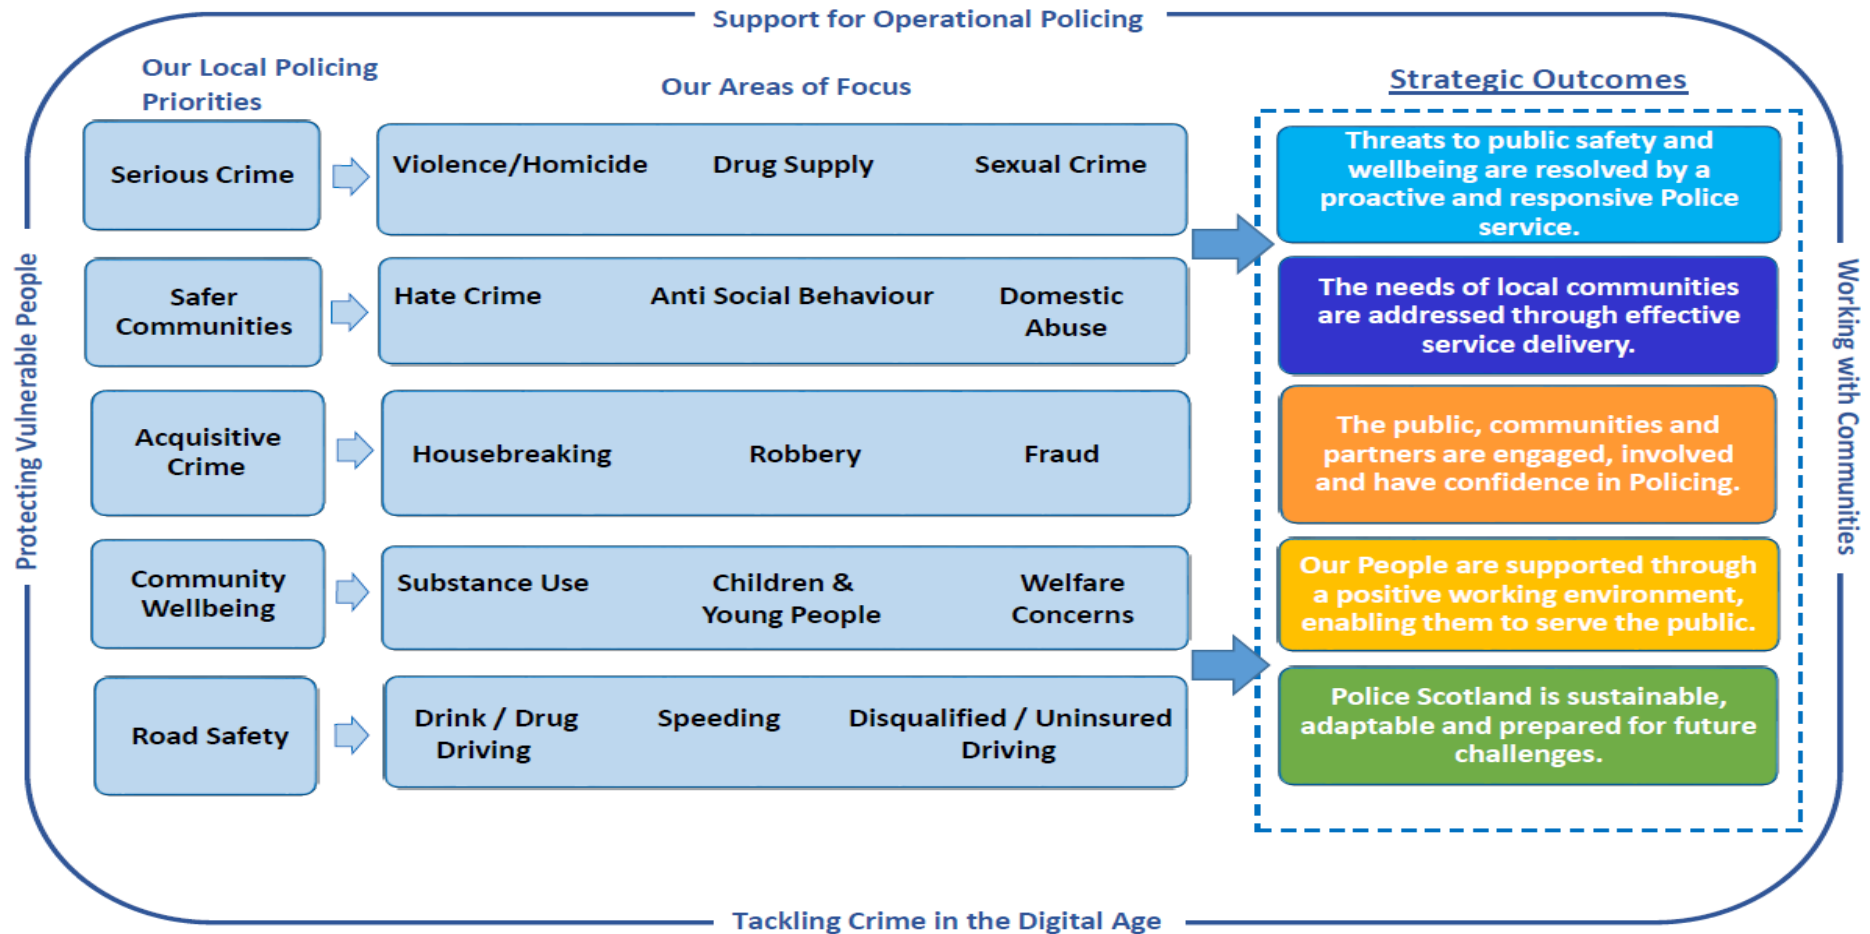 Support for Operational Policing
Our Local Policing
Priorities
Our Areas of Focus
Strategic Outcomes
Serious Crime
Violence/Homicide
Drug Supply
Sexual Crime
Safer
Communities
Hate Crime
Anti Social Behaviour
Domestic
Abuse
Acquisitive
Crime
Housebreaking
Robbery
Fraud
Community
Wellbeing
Substance Use
Children &
Young People
Welfare
Concerns
Road Safety
Drink / Drug
Driving
Speeding
Disqualified / Uninsured
Driving
Threats to public safety and
wellbeing are resolved by a
proactive and responsive Police
service.
The needs of local communities
are addressed through effective
service delivery.
The public, communities and
partners are engaged, involved
and have confidence in Policing.
Our People are supported through
a positive working environment,
enabling them to serve the public.
Police Scotland is sustainable,
adaptable and prepared for future
challenges.
Protecting Vulnerable People
Working with Communities
Tackling Crime in the Digital Age